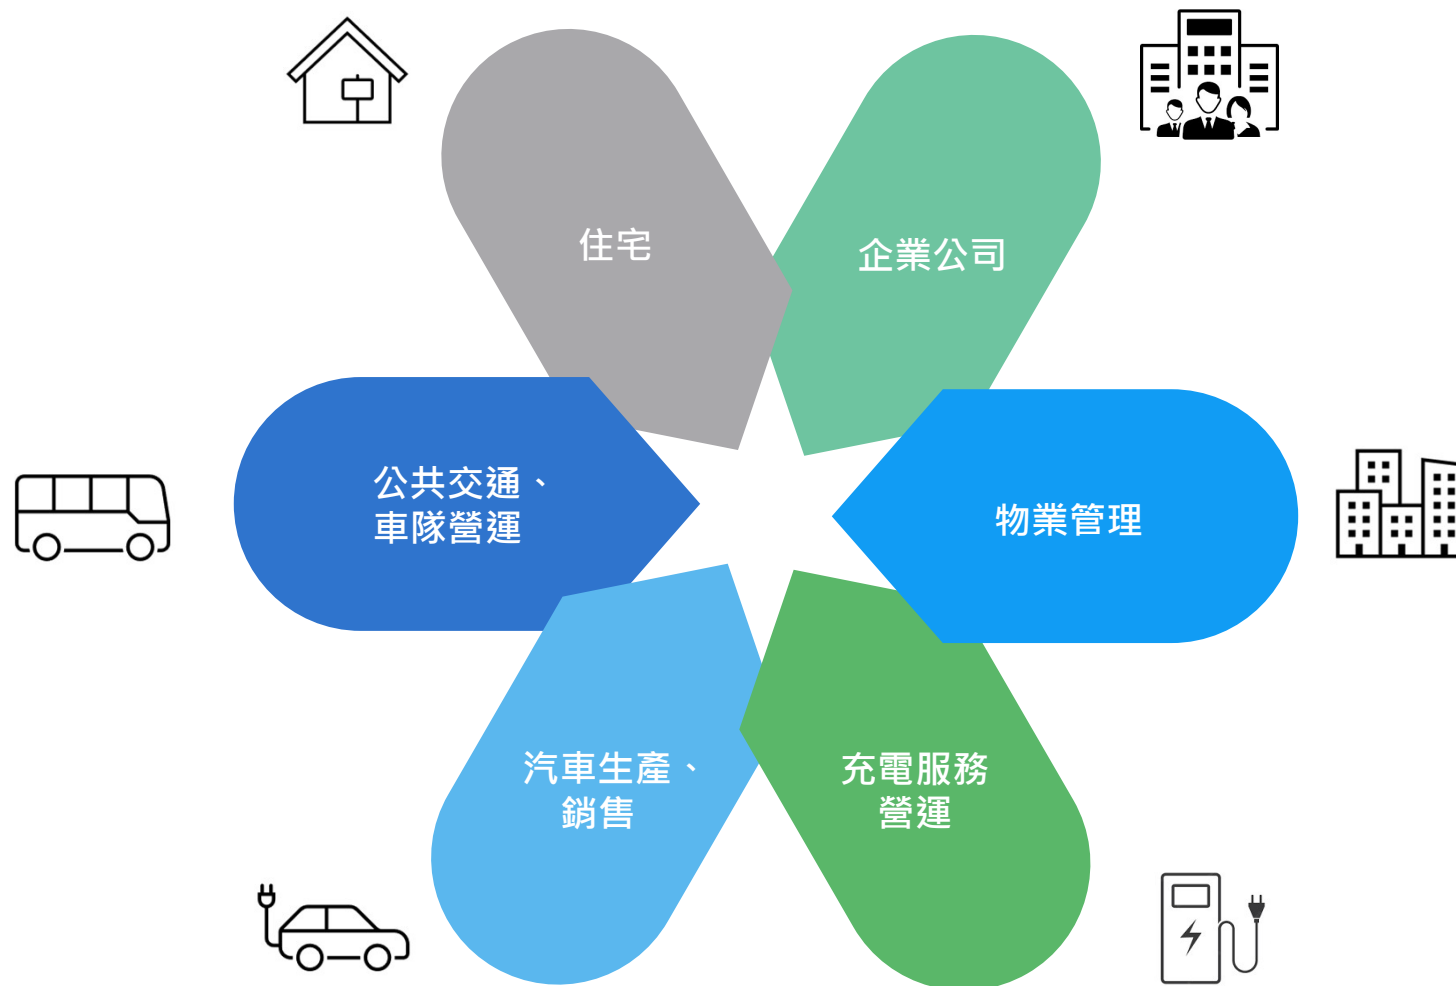 住宅
企業公司
公共交通、
車隊營運
物業管理
汽車生產、
銷售
充電服務
營運